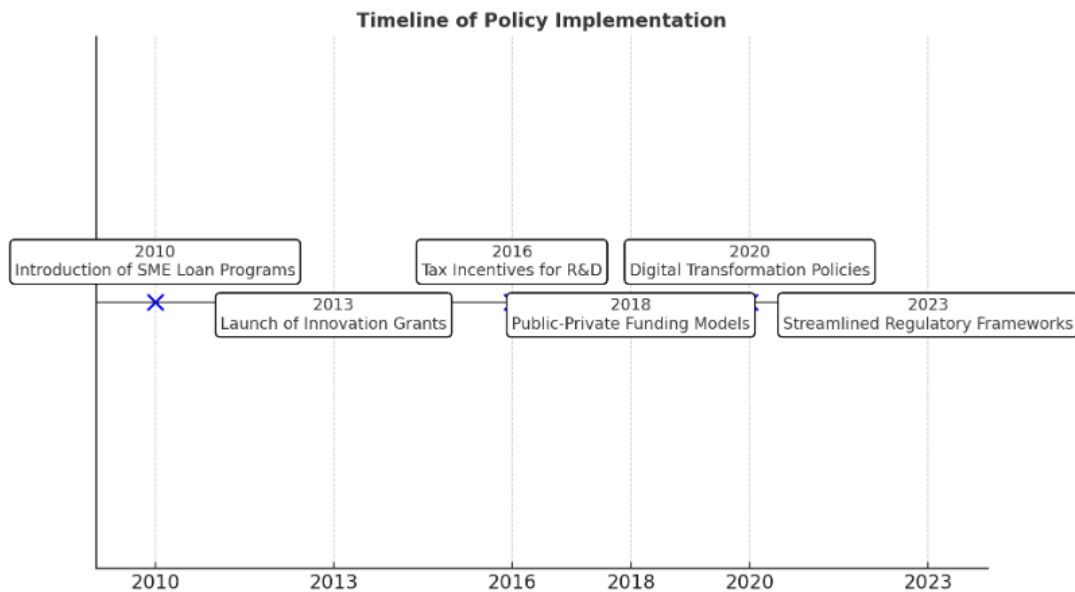 Timeline of Policy Implementation
2010
Introduction of SME Loan Programs
2016
Tax Incentives for R&D
2020
Digital Transformation Policies
2013
Launch of Innovation Grants
2018
Public-Private Funding Models
2023
Streamlined Regulatory Frameworks
2010 2013 2016 2018 2020 2023